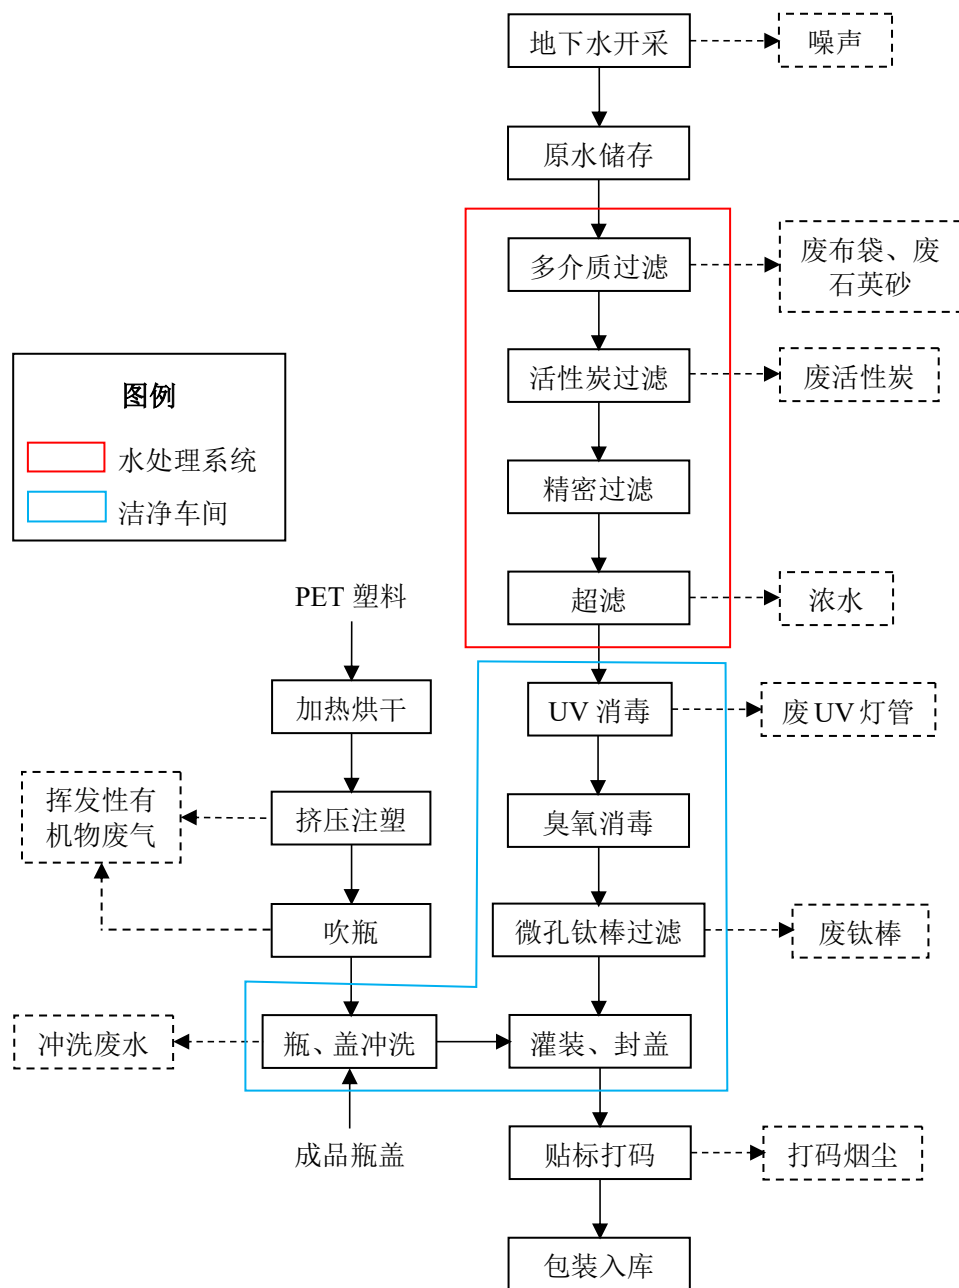 地下水开采
噪声
原水储存
多介质过滤
废布袋、废
石英砂
活性炭过滤
废活性炭
图例
水处理系统
洁净车间
精密过滤
超滤
浓水
PET 塑料
加热烘干
UV 消毒
废UV灯管
挥发性有
机物废气
挤压注塑
臭氧消毒
吹瓶
微孔钛棒过滤
废钛棒
冲洗废水
瓶、盖冲洗
灌装、封盖
成品瓶盖
贴标打码
打码烟尘
包装入库